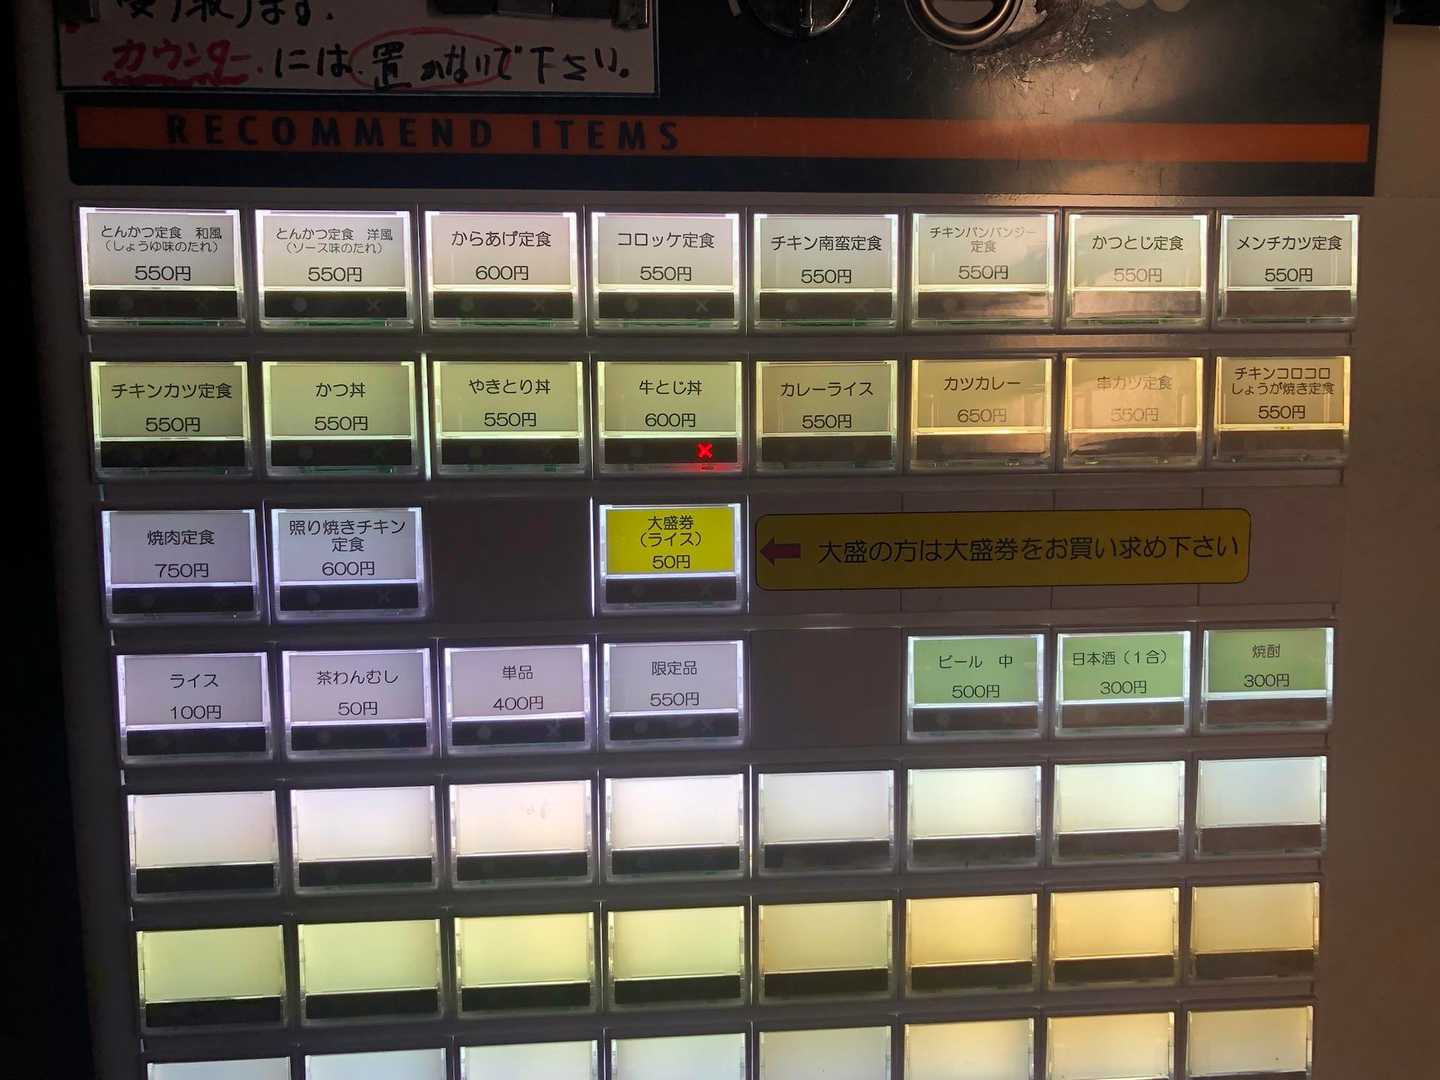 受け取ります。
カウンターには置かないで下さい。
RECOMMEND ITEMS
とんかつ定食 和風
(しょうゆ味のたれ)
550円
とんかつ定食 洋風
(ソース味のたれ)
550円
からあげ定食
600円
コロッケ定食
550円
チキン南蛮定食
550円
チキンバンバンジー
定食
550円
かつとじ定食
550円
メンチカツ定食
550円
チキンカツ定食
550円
かつ丼
550円
やきとり丼
550円
牛とじ丼
600円
×
カレーライス
550円
カツカレー
650円
串カツ定食
550円
チキンコロコロ
しょうが焼き定食
550円
焼肉定食
750円
照り焼きチキン
定食
600円
大盛券
(ライス)
50円
大盛の方は大盛券をお買い求め下さい
ライス
100円
茶わんむし
50円
単品
400円
限定品
550円
ビール 中
500円
日本酒(1合)
300円
焼酎
300円